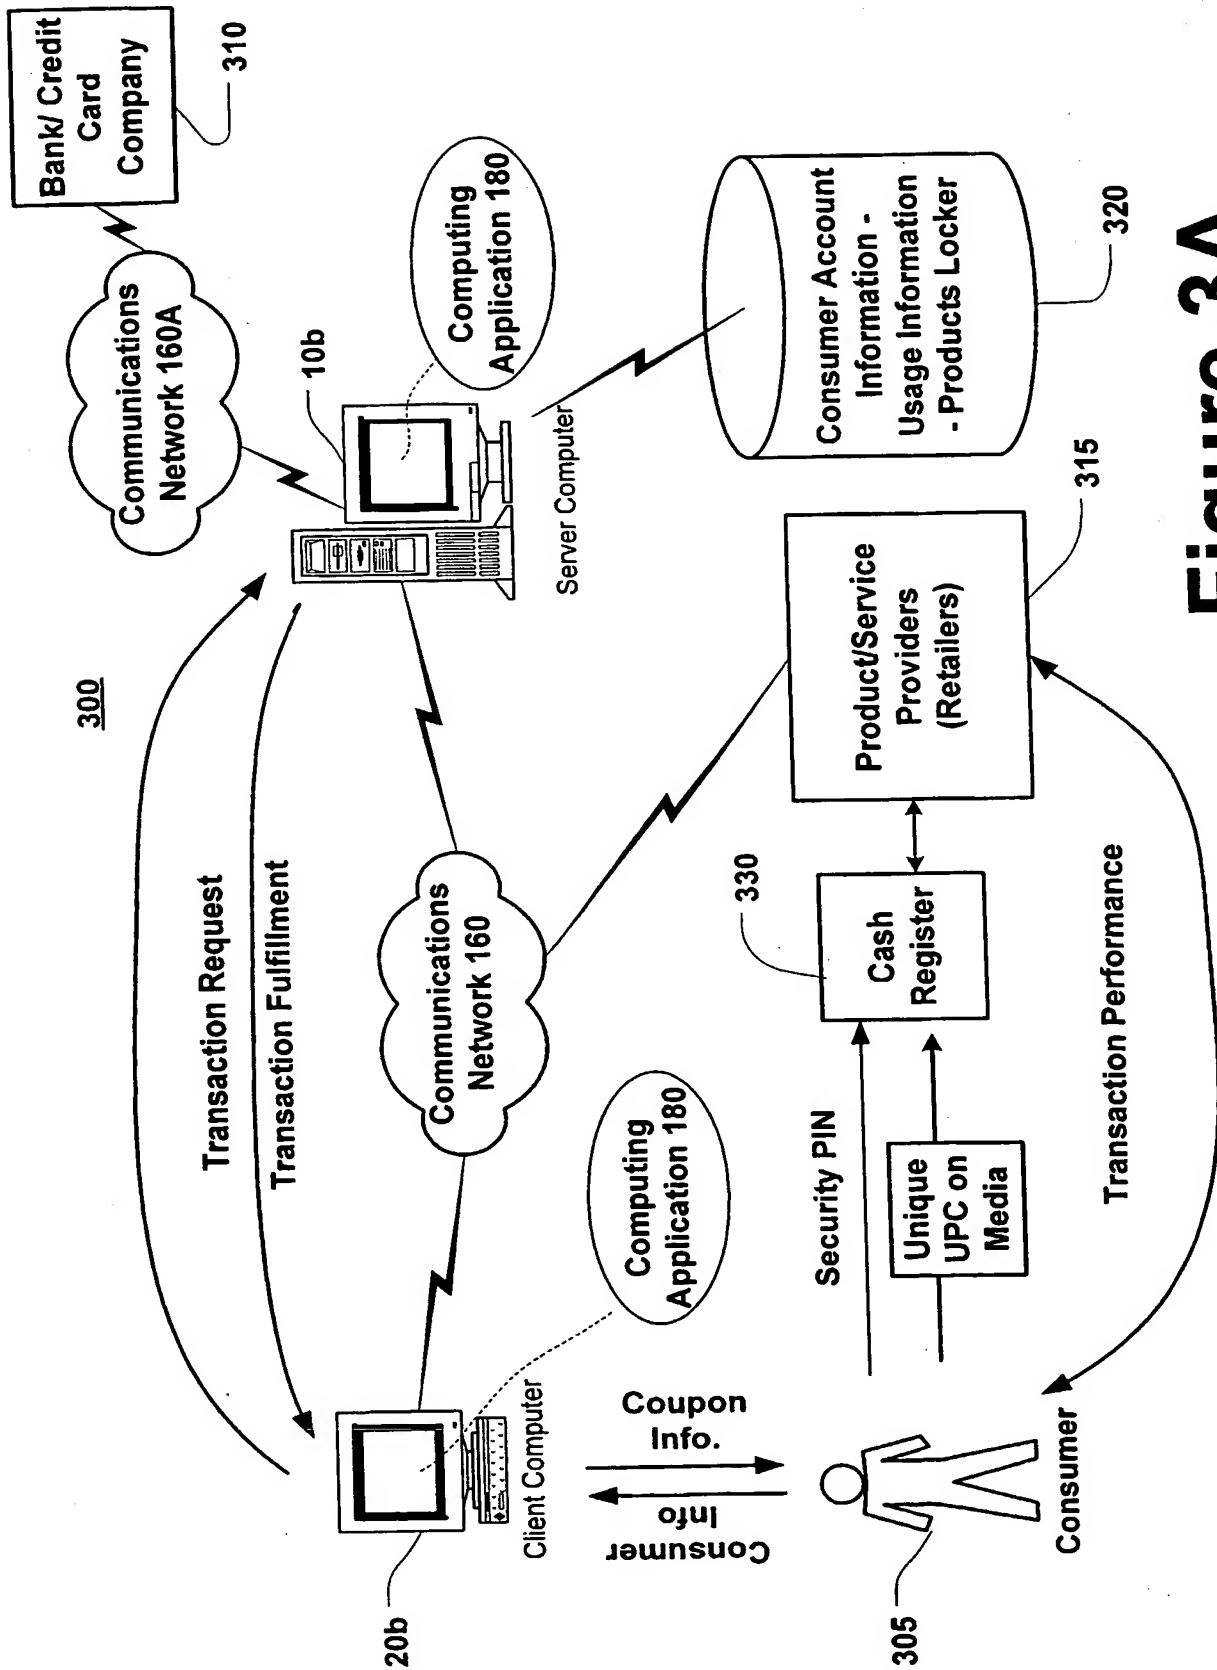 300
Transaction Request
Transaction Fulfillment
Bank/ Credit
Card
Company
310
Communications
Network 160A
10b
Computing
Application 180
Server Computer
Communications
Network 160
20b
Client Computer
Computing
Application 180
Consumer Account
Information -
Usage Information
- Products Locker
320
Product/Service
Providers
(Retailers)
315
330
Cash
Register
Security PIN
Unique
UPC on
Media
Coupon
Info.
Consumer
Info
305
Consumer
Transaction Performance
Figure 3A